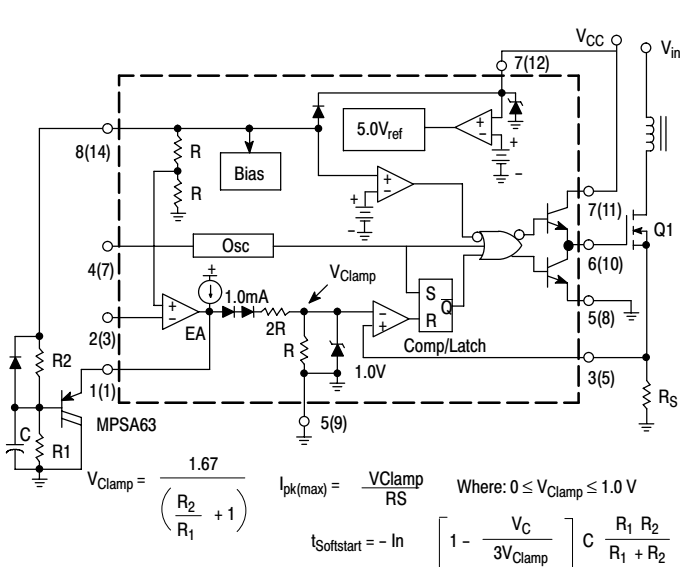 VCC
Vin
7(12)
5.0Vref
+
−
+
−
8(14)
R
Bias
R
+
−
+
−
7(11)
Q1
4(7)
Osc
6(10)
+
1.0mA
VClamp
S
Q
R
5(8)
2(3)
+
−
EA
2R
R
−
+
1.0V
Comp/Latch
3(5)
R2
1(1)
RS
MPSA63
5(9)
C
R1
VClamp = 1.67 / (R2/R1 + 1)
Ipk(max) = VClamp / RS
Where: 0 ≤ VClamp ≤ 1.0 V
tSoftstart = − In [1 - VC / 3VClamp] C R1 R2 / R1 + R2